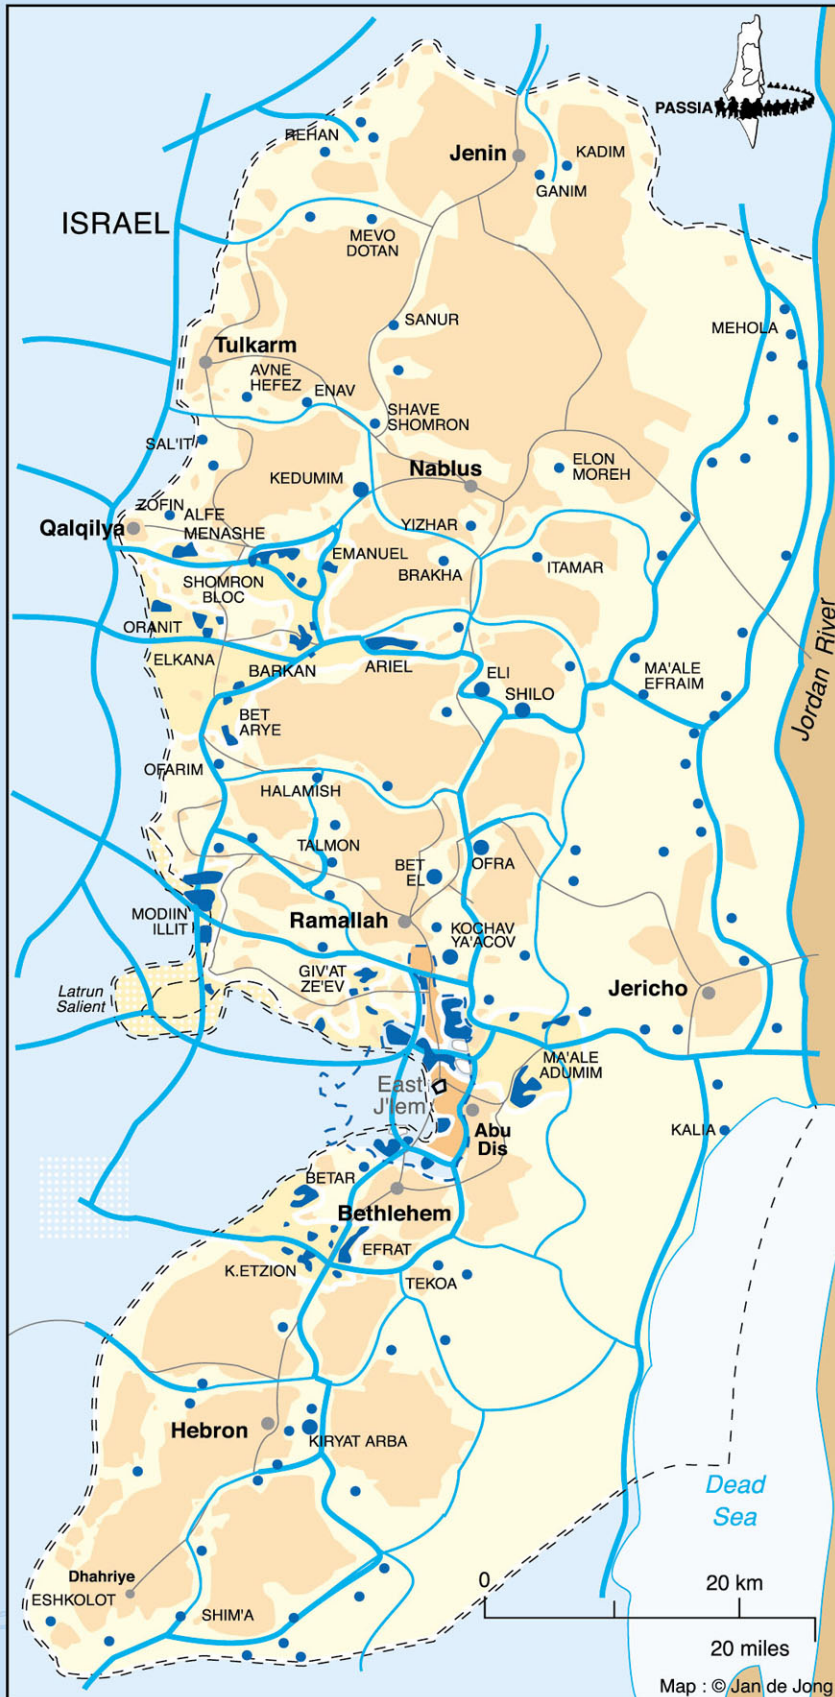 PASSIA
REHAN
Jenin
KADIM
GANIM
ISRAEL
MEVO
DOTAN
SANUR
MEHOLA
Tulkarm
AVNE
HEFEZ
ENAV
SHAVE
SHOMRON
SAL'IT
Nablus
ELON
MOREH
KEDUMIM
ZOFIN
ALFE
MENASHE
Qalqilya
YIZHAR
EMANUEL
BRAKHA
ITAMAR
SHOMRON
BLOC
ORANIT
ELKANA
BARKAN
ARIEL
ELI
SHILO
MA'ALE
EFRAIM
Jordan River
BET
ARYE
OFARIM
HALAMISH
TALMON
BET
EL
OFRA
MODIIN
ILLIT
Ramallah
KOCHAV
YA'ACOV
GIV'AT
ZE'EV
Latrun
Salient
Jericho
MA'ALE
ADUMIM
East
J'lem
Abu
Dis
KALIA
BETAR
Bethlehem
EFRAT
K.ETZION
TEKOA
Hebron
KIRYAT ARBA
Dead
Sea
Dhahriye
ESHKOLOT
SHIM'A
0
20 km
20 miles
Map : © Jan de Jong